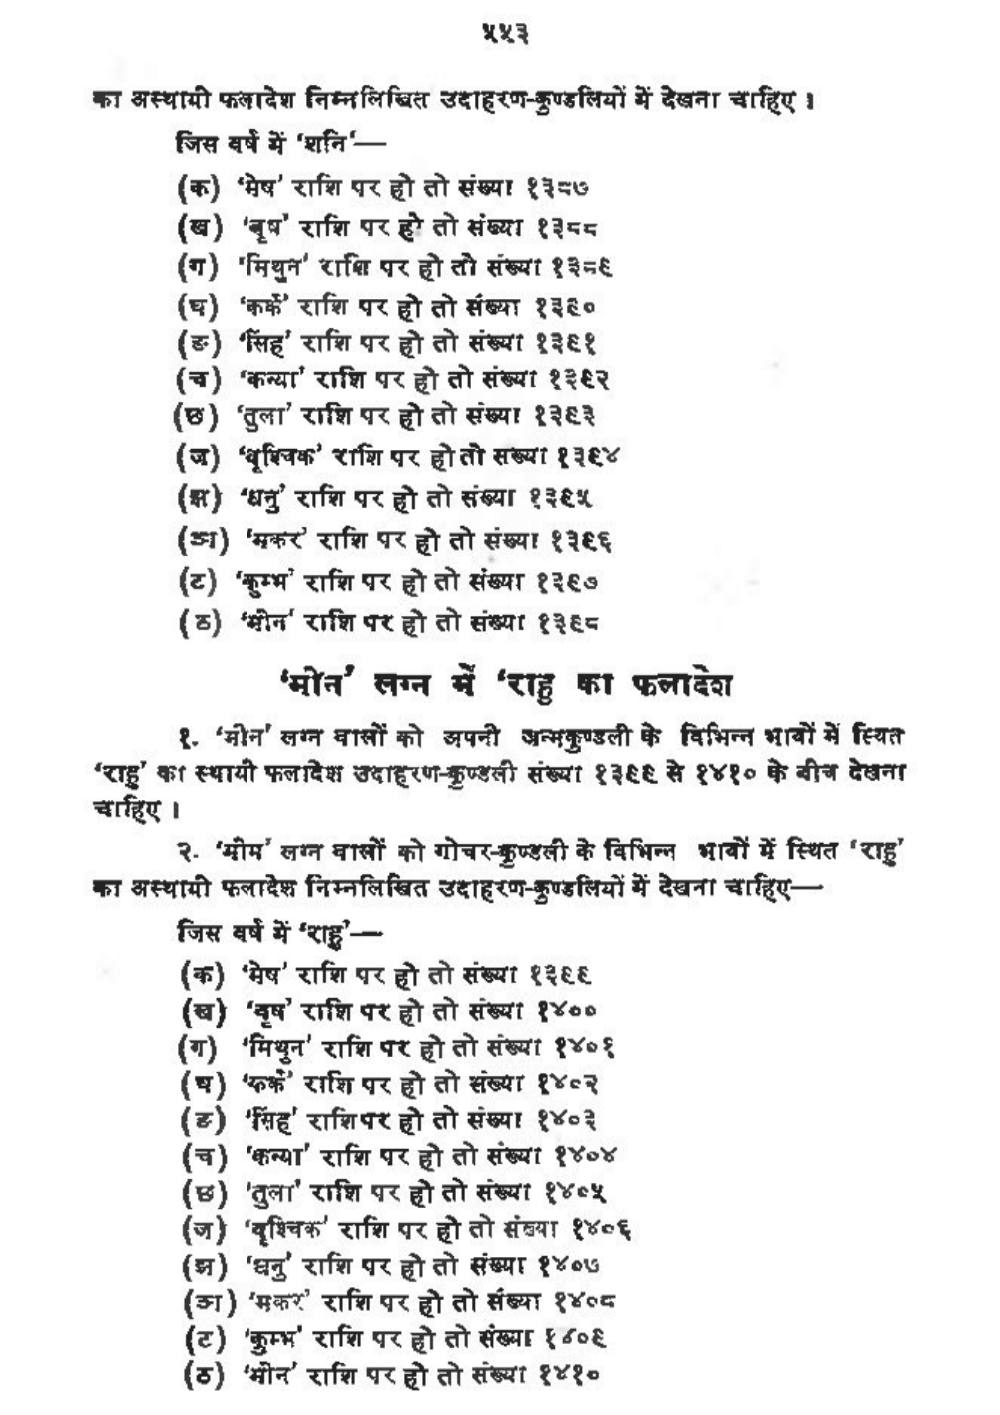 ५५३
का अस्थायी फलादेश निम्नलिखित उदाहरण-कुण्डलियों में देखना चाहिए ।
जिस वर्ष में 'शनि'—
(क) 'मेष' राशि पर हो तो संख्या १३८७
(ख) 'वृष' राशि पर हो तो संख्या १३८८
(ग) 'मिथुन' राशि पर हो तो संख्या १३८९
(घ) 'कर्क' राशि पर हो तो संख्या १३९०
(ङ) 'सिंह' राशि पर हो तो संख्या १३९१
(च) 'कन्या' राशि पर हो तो संख्या १३९२
(छ) 'तुला' राशि पर हो तो संख्या १३९३
(ज) 'वृश्चिक' राशि पर हो तो सख्या १३९४
(झ) 'धनु' राशि पर हो तो संख्या १३९५
(ञ) 'मकर' राशि पर हो तो संख्या १३९६
(ट) 'कुम्भ' राशि पर हो तो संख्या १३९७
(ठ) 'मीन' राशि पर हो तो संख्या १३९८
'मीन' लग्न में 'राहु का फलादेश
१. 'मीन' लग्न वालों को अपनी जन्मकुण्डली के विभिन्न भावों में स्थित
'राहु' का स्थायी फलादेश उदाहरण-कुण्डली संख्या १३९९ से १४१० के बीच देखना
चाहिए ।
२. 'मीम' लग्न वालों को गोचर-कुण्डली के विभिन्न भावों में स्थित 'राहु'
का अस्थायी फलादेश निम्नलिखित उदाहरण-कुण्डलियों में देखना चाहिए—
जिस वर्ष में 'राहु'—
(क) 'मेष' राशि पर हो तो संख्या १३९९
(ख) 'वृष' राशि पर हो तो संख्या १४००
(ग) 'मिथुन' राशि पर हो तो संख्या १४०१
(घ) 'कर्क' राशि पर हो तो संख्या १४०२
(ङ) 'सिंह' राशि पर हो तो संख्या १४०३
(च) 'कन्या' राशि पर हो तो संख्या १४०४
(छ) 'तुला' राशि पर हो तो संख्या १४०५
(ज) 'वृश्चिक' राशि पर हो तो संख्या १४०६
(झ) 'धनु' राशि पर हो तो संख्या १४०७
(ञ) 'मकर' राशि पर हो तो संख्या १४०८
(ट) 'कुम्भ' राशि पर हो तो संख्या १४०९
(ठ) 'मीन' राशि पर हो तो संख्या १४१०